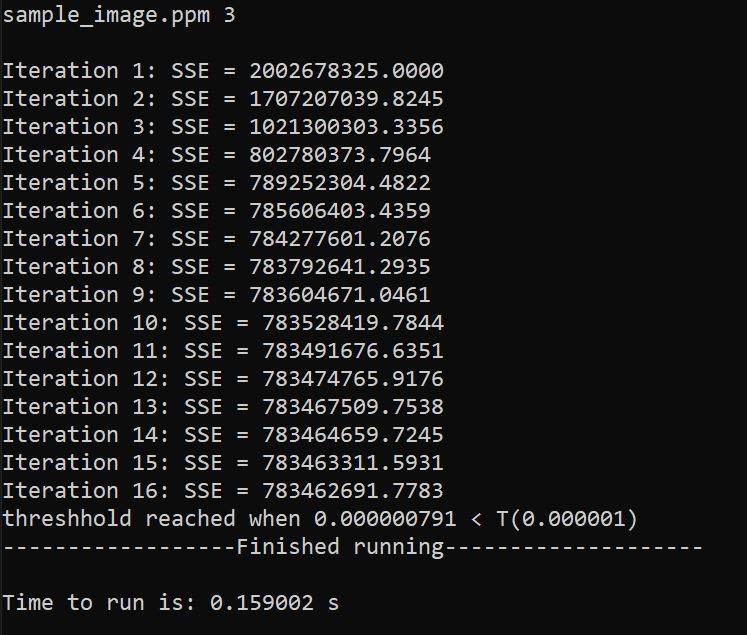 sample_image.ppm 3
Iteration 1: SSE = 2002678325.0000
Iteration 2: SSE = 1707207039.8245
Iteration 3: SSE = 1021300303.3356
Iteration 4: SSE = 802780373.7964
Iteration 5: SSE = 789252304.4822
Iteration 6: SSE = 785606403.4359
Iteration 7: SSE = 784277601.2076
Iteration 8: SSE = 783792641.2935
Iteration 9: SSE = 783604671.0461
Iteration 10: SSE = 783528419.7844
Iteration 11: SSE = 783491676.6351
Iteration 12: SSE = 783474765.9176
Iteration 13: SSE = 783467509.7538
Iteration 14: SSE = 783464659.7245
Iteration 15: SSE = 783463311.5931
Iteration 16: SSE = 783462691.7783
threshhold reached when 0.000000791 < T(0.000001)
------------------Finished running--------------------
Time to run is: 0.159002 s